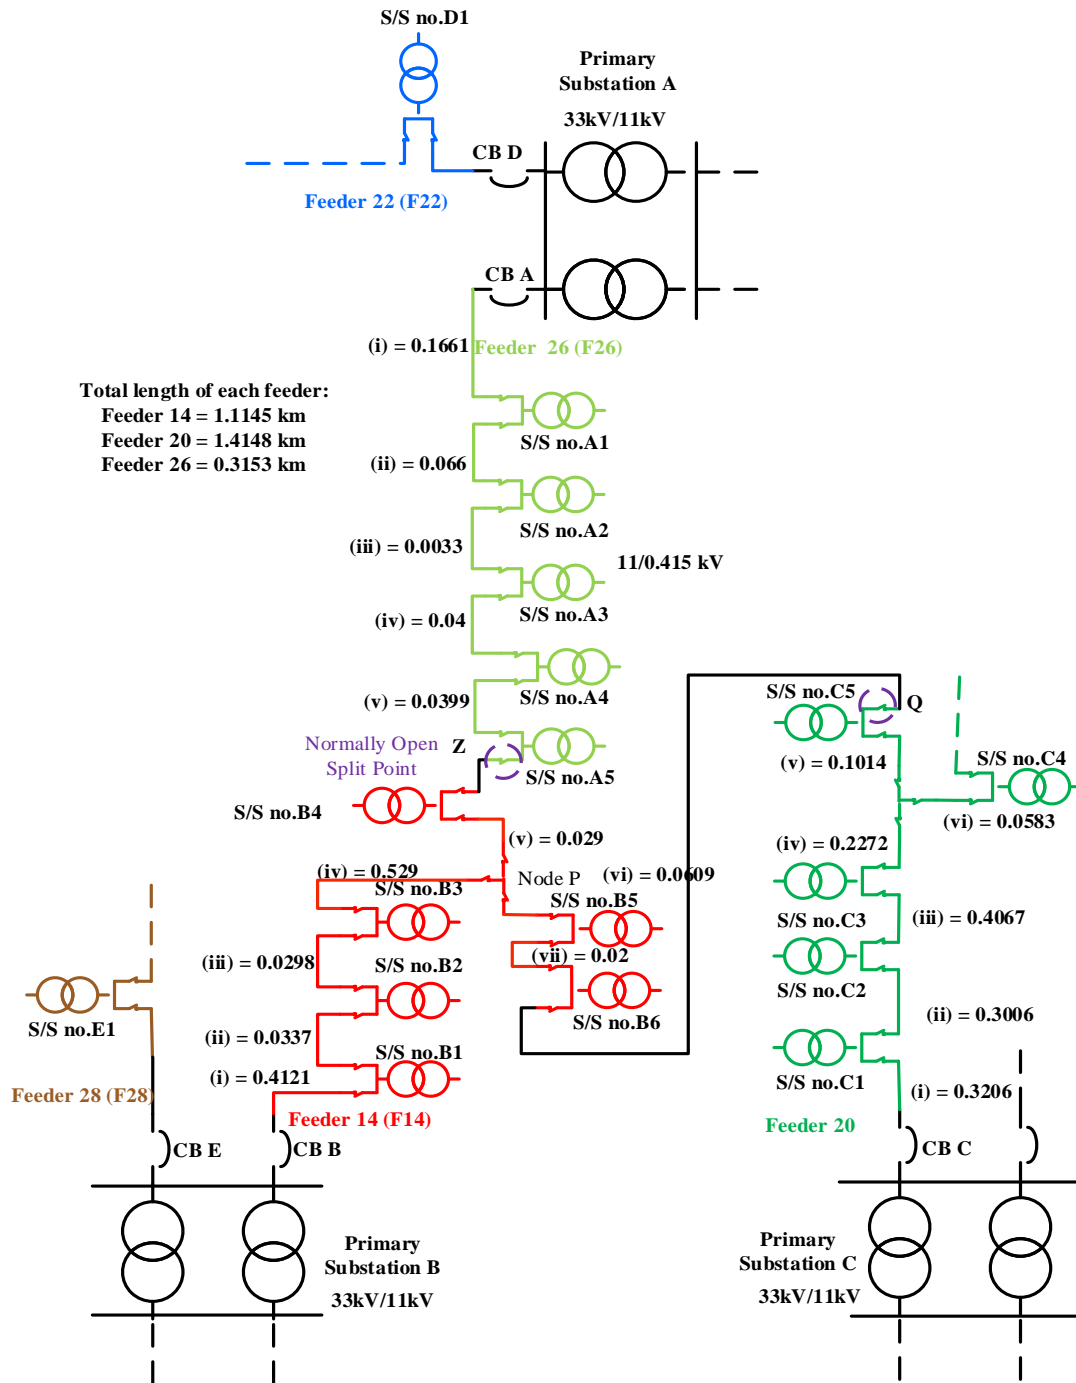 S/S no.D1
Primary
Substation A
33kV/11kV
CB D
Feeder 22 (F22)
CB A
(i) = 0.1661
Feeder 26 (F26)
Total length of each feeder:
Feeder 14 = 1.1145 km
Feeder 20 = 1.4148 km
Feeder 26 = 0.3153 km
S/S no.A1
(ii) = 0.066
S/S no.A2
(iii) = 0.0033
11/0.415 kV
S/S no.A3
(iv) = 0.04
S/S no.A4
(v) = 0.0399
S/S no.C5
Q
Normally Open
Split Point
Z
S/S no.A5
(v) = 0.1014
S/S no.C4
S/S no.B4
(vi) = 0.0583
(v) = 0.029
(iv) = 0.2272
(iv) = 0.529
Node P
(vi) = 0.0609
S/S no.B3
S/S no.B5
S/S no.C3
(iii) = 0.4067
(iii) = 0.0298
(vii) = 0.02
S/S no.B2
S/S no.C2
S/S no.E1
S/S no.B6
(ii) = 0.3006
(ii) = 0.0337
S/S no.B1
S/S no.C1
(i) = 0.4121
(i) = 0.3206
Feeder 28 (F28)
Feeder 14 (F14)
Feeder 20
CB E
CB B
CB C
Primary
Substation B
33kV/11kV
Primary
Substation C
33kV/11kV